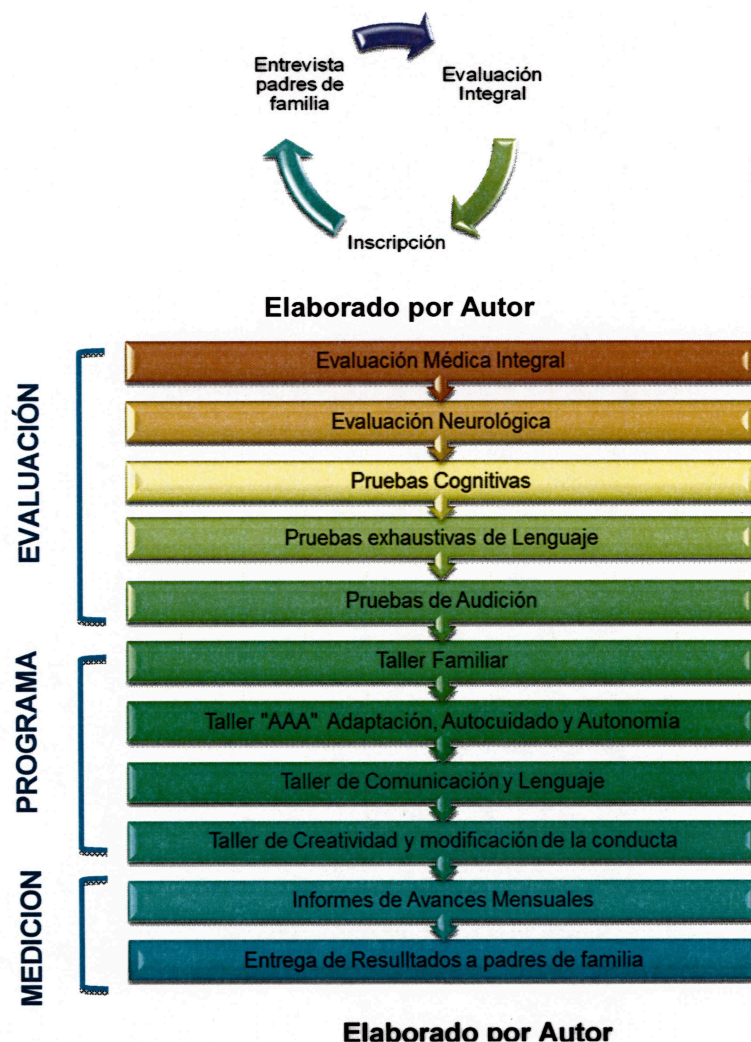 Entrevista
padres de
familia
Evaluación
Integral
Inscripción
Elaborado por Autor
EVALUACIÓN
Evaluación Médica Integral
Evaluación Neurológica
Pruebas Cognitivas
Pruebas exhaustivas de Lenguaje
Pruebas de Audición
PROGRAMA
Taller Familiar
Taller "AAA" Adaptación, Autocuidado y Autonomía
Taller de Comunicación y Lenguaje
Taller de Creatividad y modificación de la conducta
MEDICION
Informes de Avances Mensuales
Entrega de Resulltados a padres de familia
Elaborado por Autor